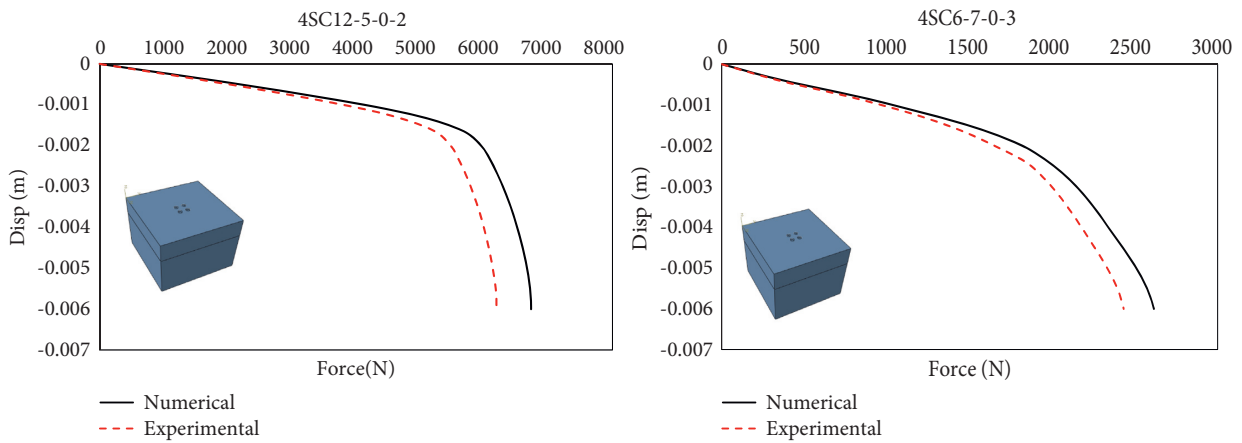 4SC12-5-0-2
0 1000 2000 3000 4000 5000 6000 7000 8000
0
-0.001
-0.002
-0.003
-0.004
-0.005
-0.006
-0.007
Disp (m)
Force(N)
Numerical
Experimental
4SC6-7-0-3
0 500 1000 1500 2000 2500 3000
0
-0.001
-0.002
-0.003
-0.004
-0.005
-0.006
-0.007
Disp (m)
Force (N)
Numerical
Experimental